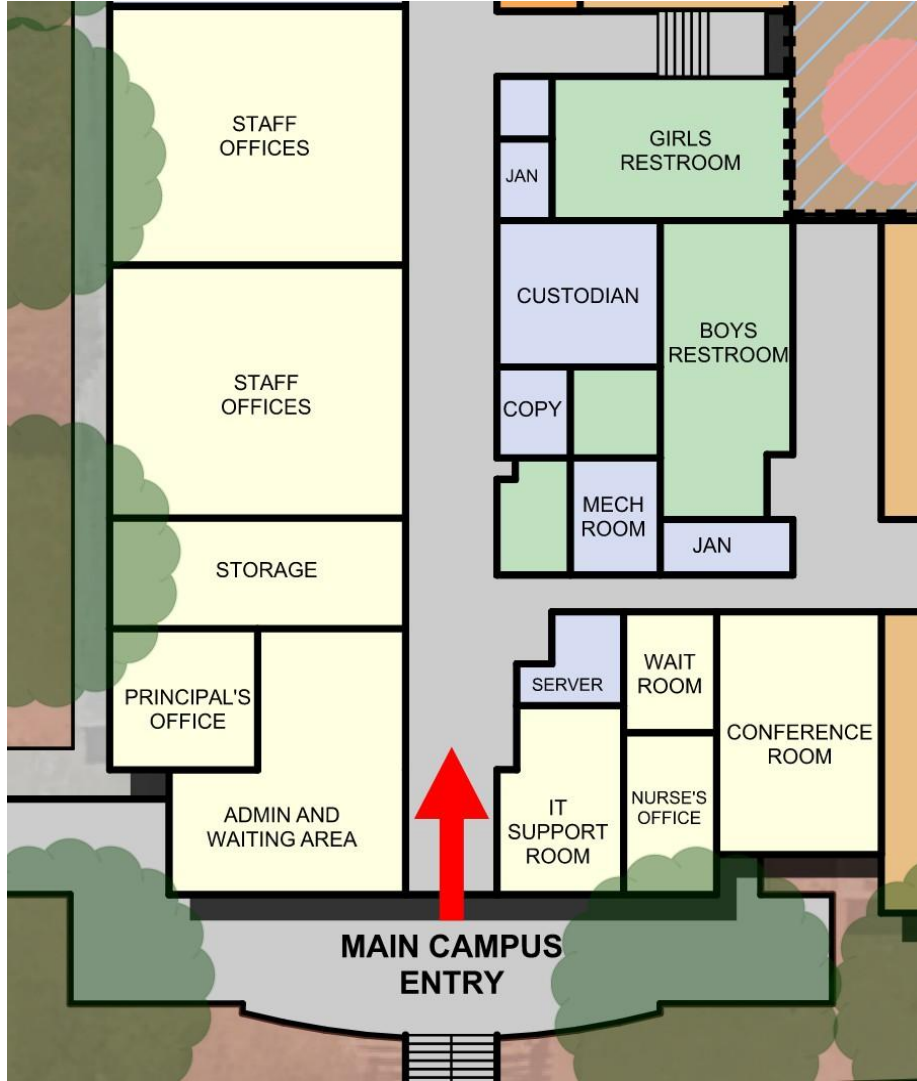 STAFF
OFFICES
GIRLS
RESTROOM
JAN
CUSTODIAN
BOYS
RESTROOM
STAFF
OFFICES
COPY
MECH
ROOM
JAN
STORAGE
PRINCIPAL'S
OFFICE
SERVER
WAIT
ROOM
CONFERENCE
ROOM
ADMIN AND
WAITING AREA
IT
SUPPORT
ROOM
NURSE'S
OFFICE
MAIN CAMPUS
ENTRY